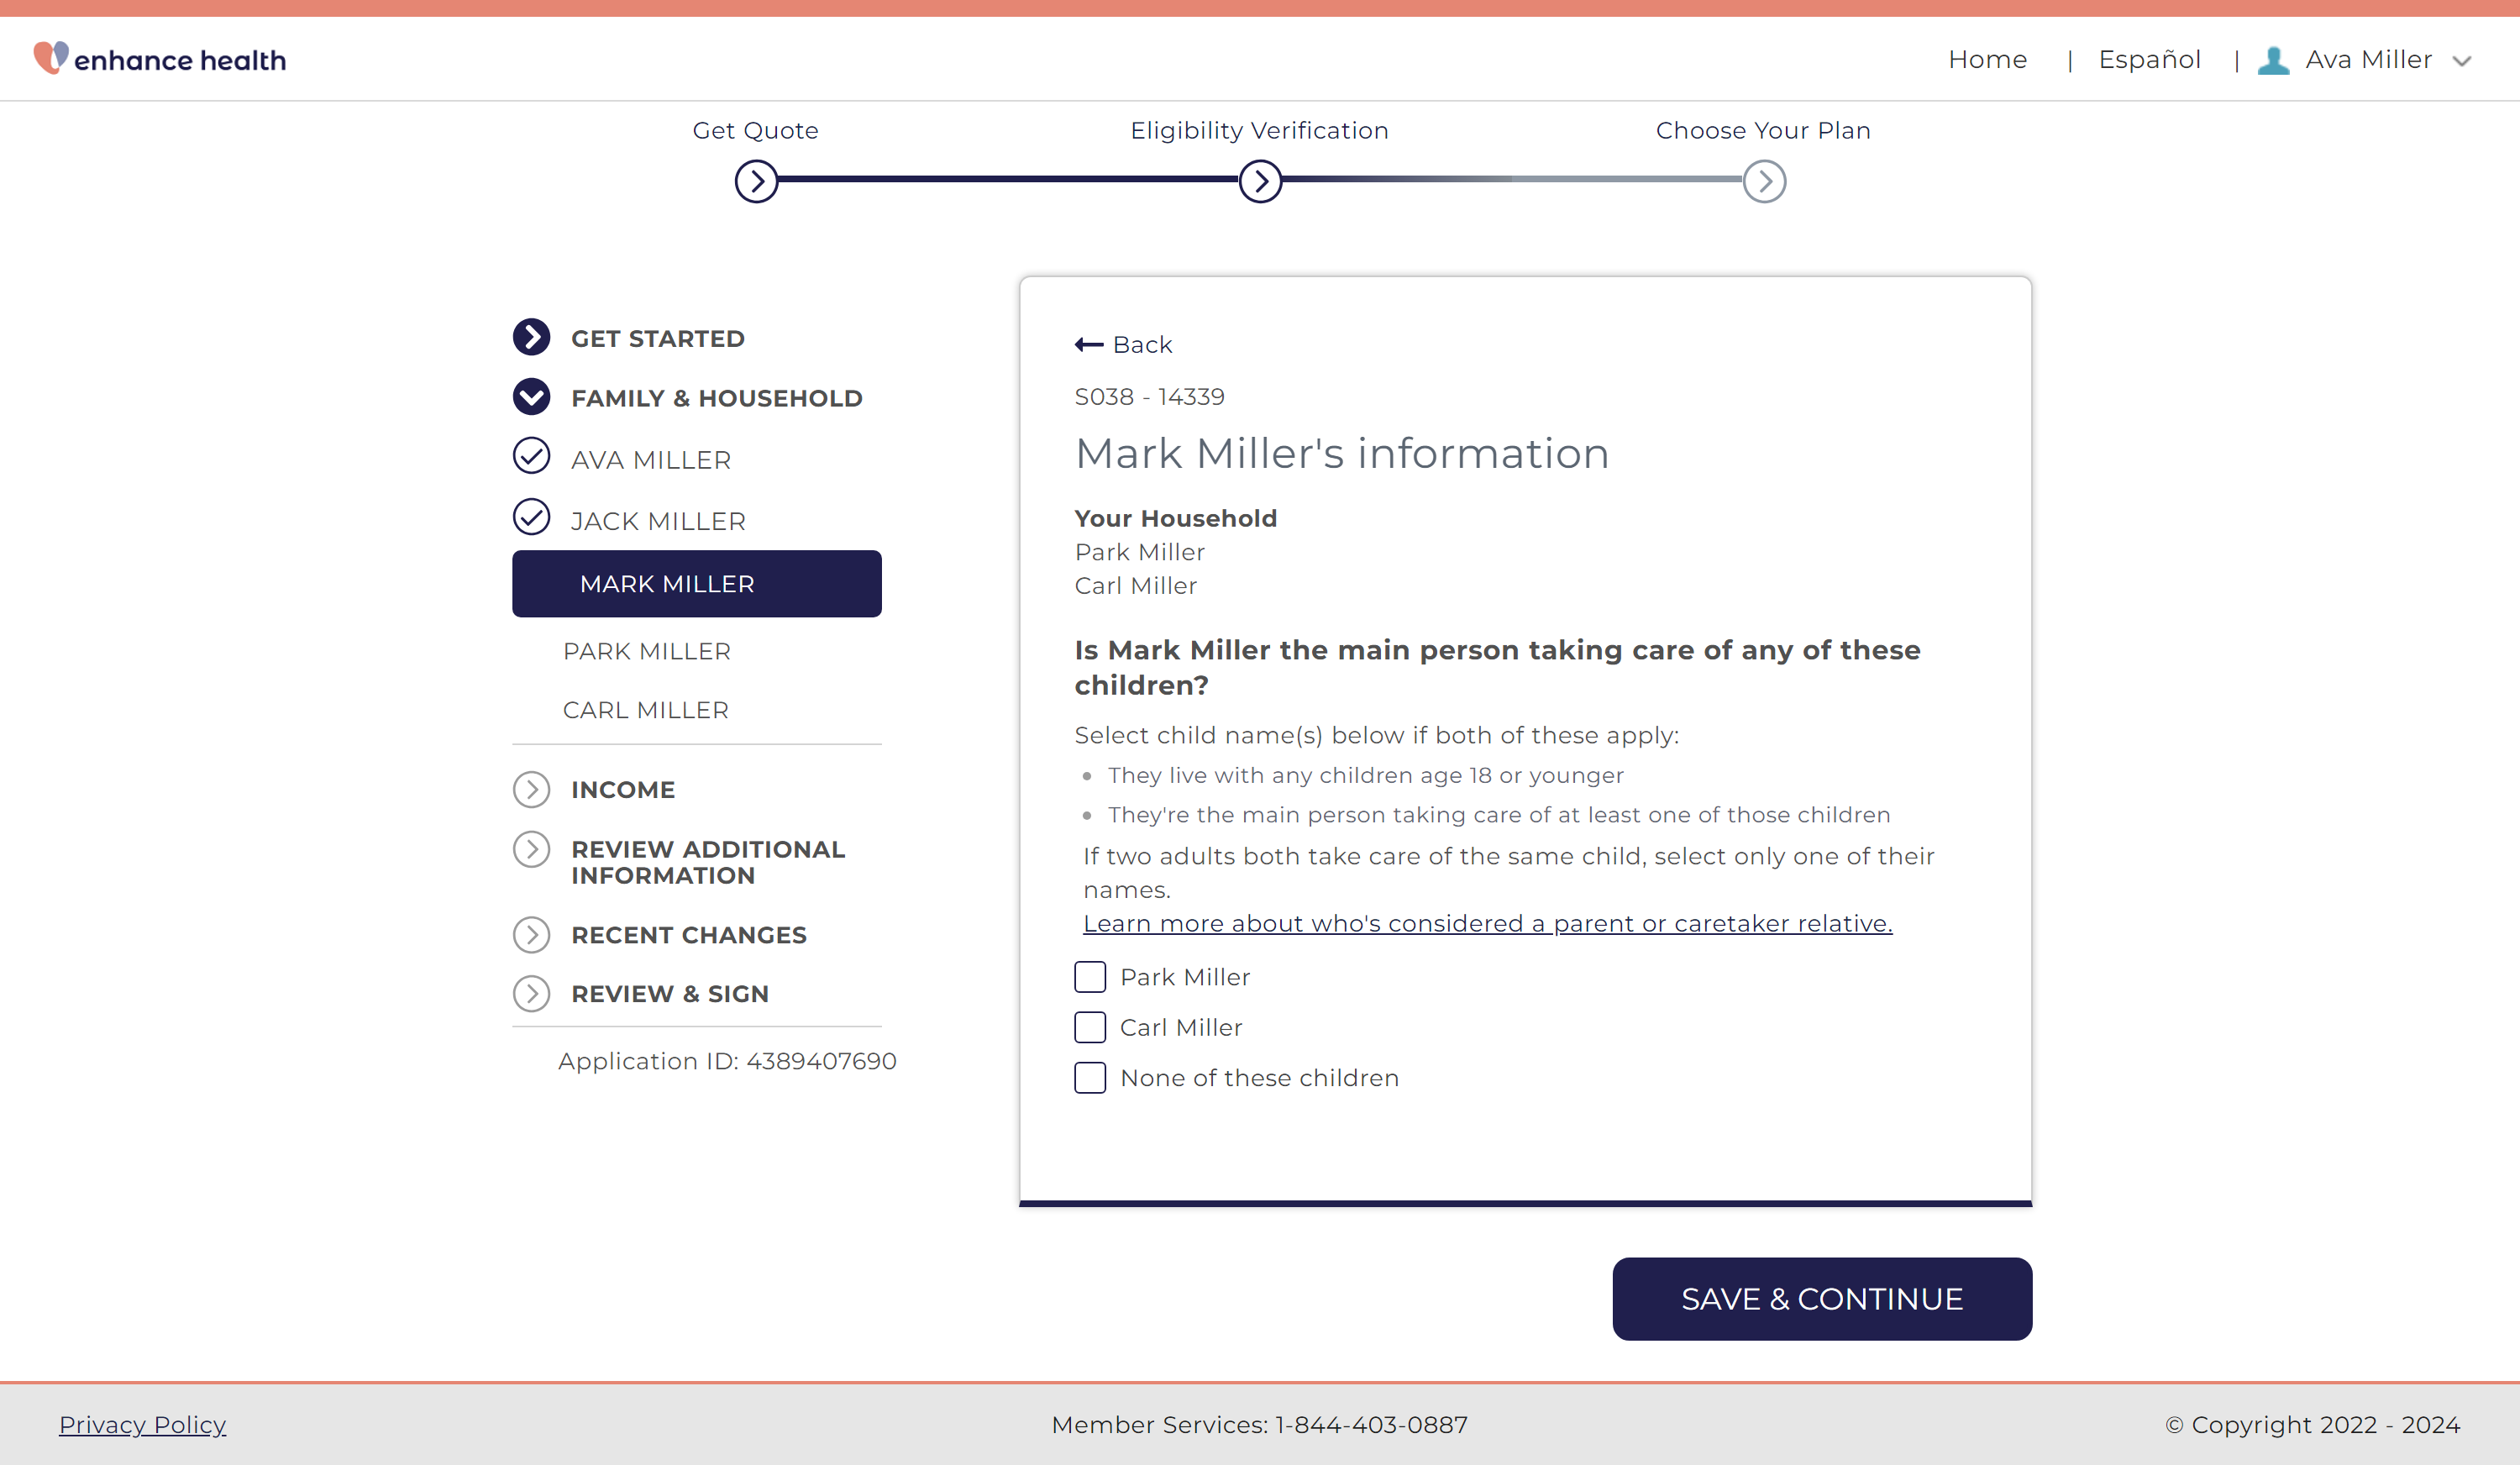 enhance health
Home | Español | Ava Miller
Get Quote
Eligibility Verification
Choose Your Plan
GET STARTED
FAMILY & HOUSEHOLD
AVA MILLER
JACK MILLER
MARK MILLER
PARK MILLER
CARL MILLER
INCOME
REVIEW ADDITIONAL
INFORMATION
RECENT CHANGES
REVIEW & SIGN
Application ID: 4389407690
Back
S038 - 14339
Mark Miller's information
Your Household
Park Miller
Carl Miller
Is Mark Miller the main person taking care of any of these
children?
Select child name(s) below if both of these apply:
They live with any children age 18 or younger
They're the main person taking care of at least one of those children
If two adults both take care of the same child, select only one of their
names.
Learn more about who's considered a parent or caretaker relative.
Park Miller
Carl Miller
None of these children
SAVE & CONTINUE
Privacy Policy
Member Services: 1-844-403-0887
© Copyright 2022 - 2024